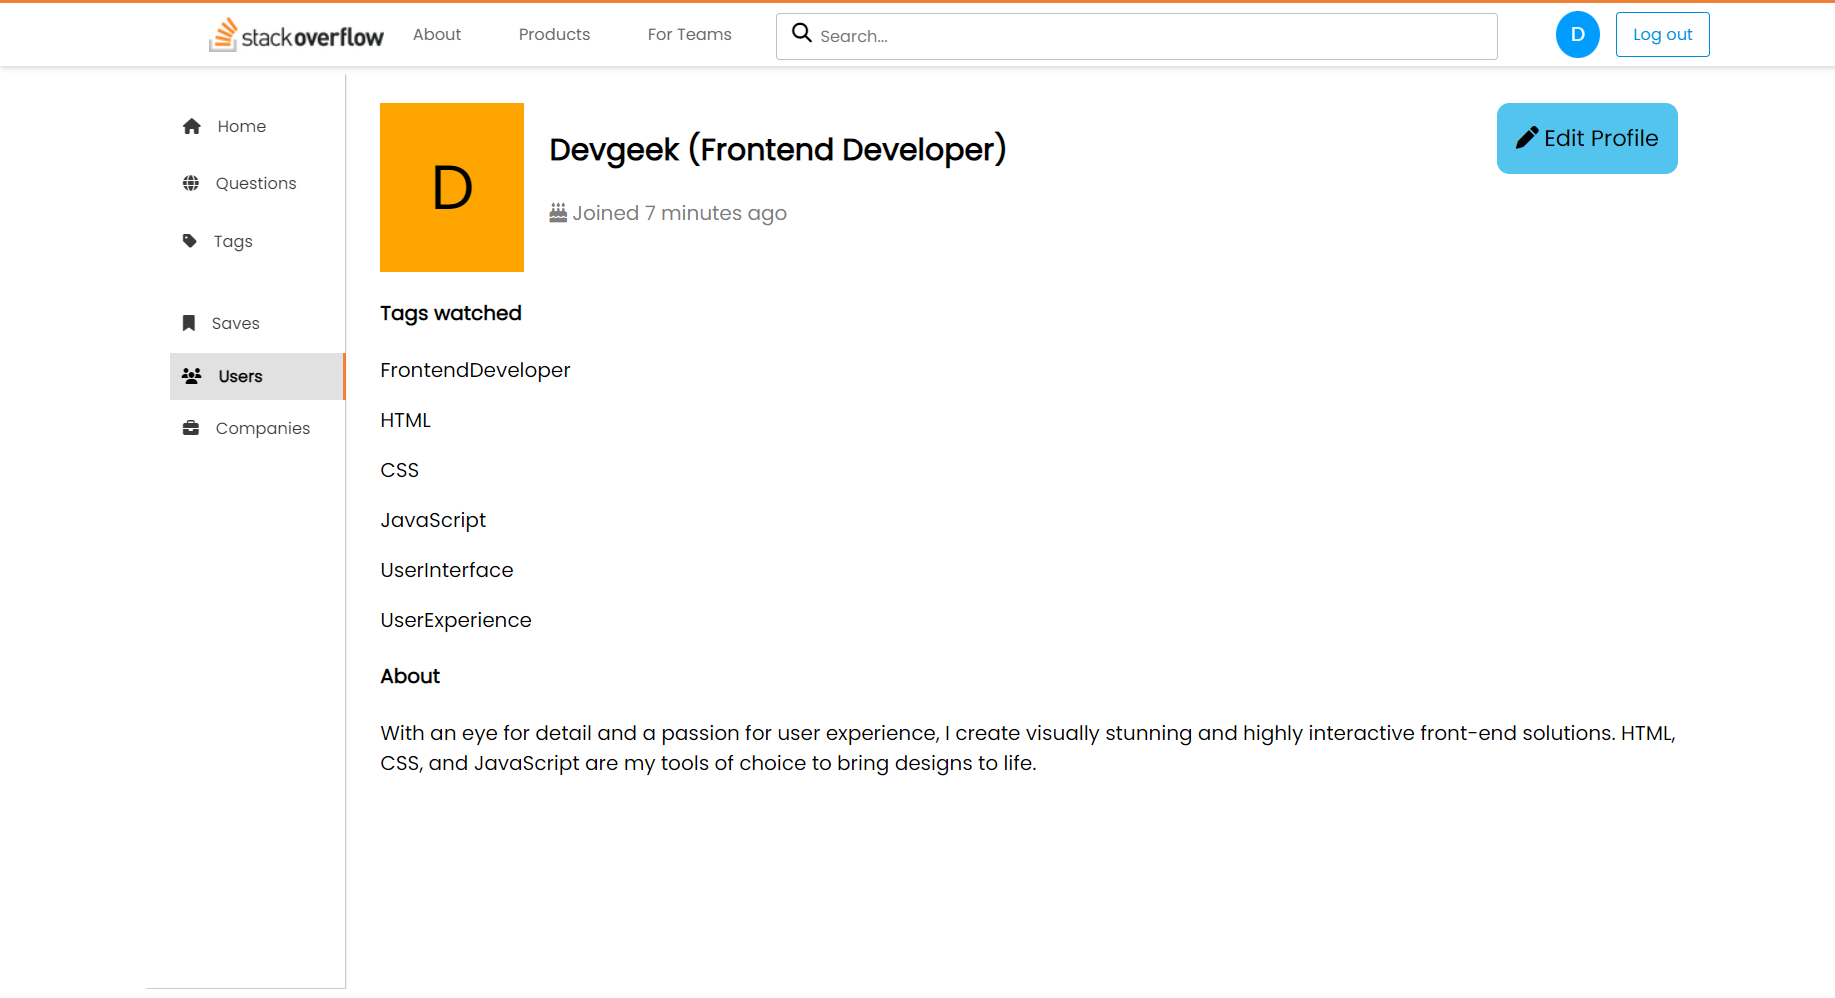 stackoverflow About Products For Teams Search... D Log out
Home
Questions
Tags
Saves
Users
Companies
D
Devgeek (Frontend Developer)
Joined 7 minutes ago
Edit Profile
Tags watched
FrontendDeveloper
HTML
CSS
JavaScript
UserInterface
UserExperience
About
With an eye for detail and a passion for user experience, I create visually stunning and highly interactive front-end solutions. HTML,
CSS, and JavaScript are my tools of choice to bring designs to life.